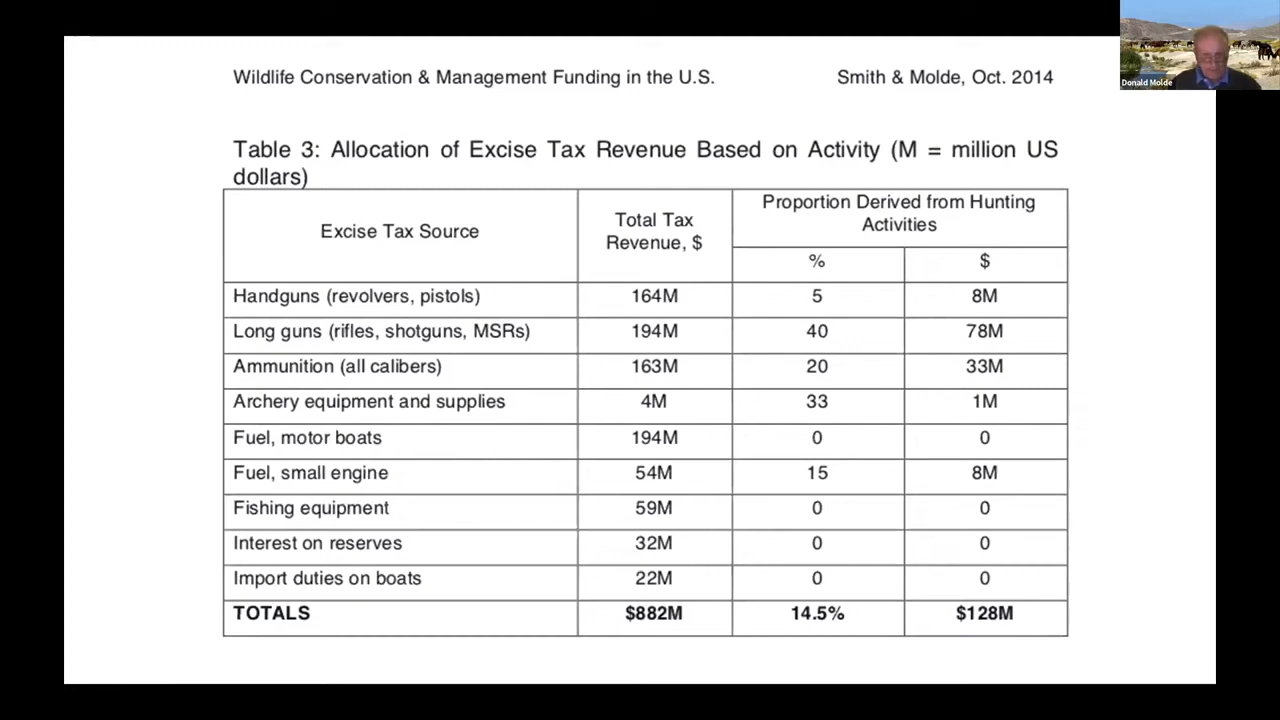 Donald Molde
Wildlife Conservation & Management Funding in the U.S. Smith & Molde, Oct. 2014
Table 3: Allocation of Excise Tax Revenue Based on Activity (M = million US
dollars)
Excise Tax Source
Total Tax
Revenue, $
Proportion Derived from Hunting
Activities
% $
Handguns (revolvers, pistols) 164M 5 8M
Long guns (rifles, shotguns, MSRs) 194M 40 78M
Ammunition (all calibers) 163M 20 33M
Archery equipment and supplies 4M 33 1M
Fuel, motor boats 194M 0 0
Fuel, small engine 54M 15 8M
Fishing equipment 59M 0 0
Interest on reserves 32M 0 0
Import duties on boats 22M 0 0
TOTALS $882M 14.5% $128M